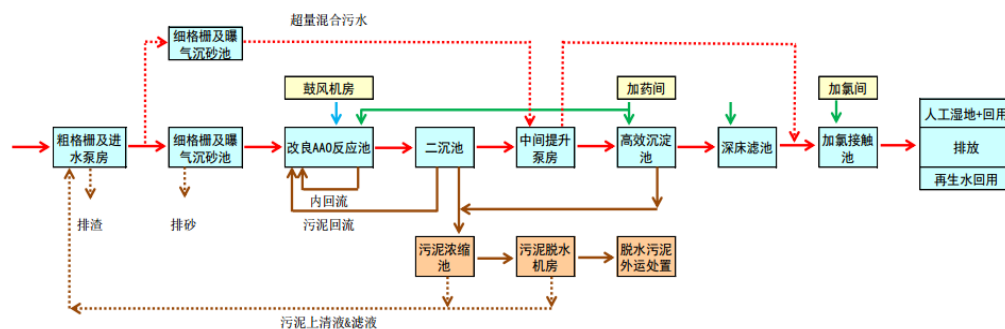 超量混合污水
细格栅及曝
气沉砂池
鼓风机房
加药间
加氯间
粗格栅及进
水泵房
细格栅及曝
气沉砂池
改良AAO反应池
二沉池
中间提升
泵房
高效沉淀
池
深床滤池
加氯接触
池
人工湿地+回用
排放
再生水回用
内回流
污泥回流
排渣
排砂
污泥浓缩
池
污泥脱水
机房
脱水污泥
外运处置
污泥上清液&滤液